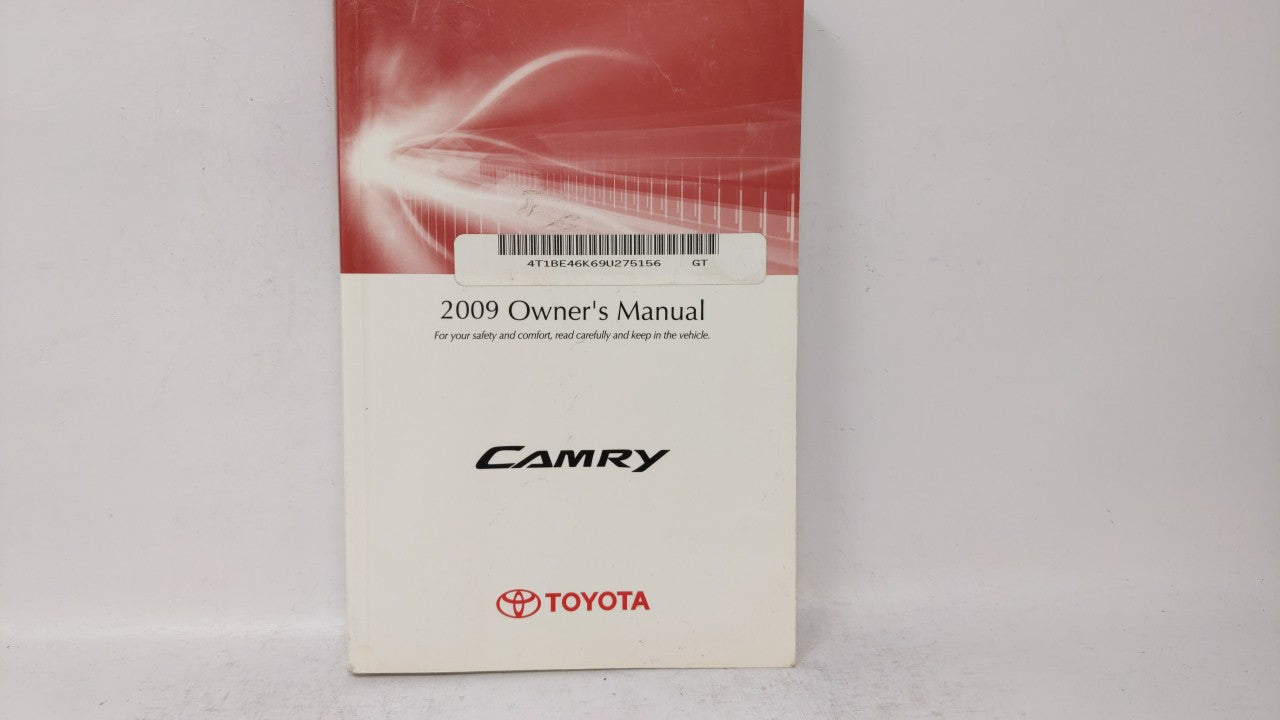 4T1BE46K69U275156 GT
2009 Owner's Manual
For your safety and comfort, read carefully and keep in the vehicle.
CAMRY
TOYOTA